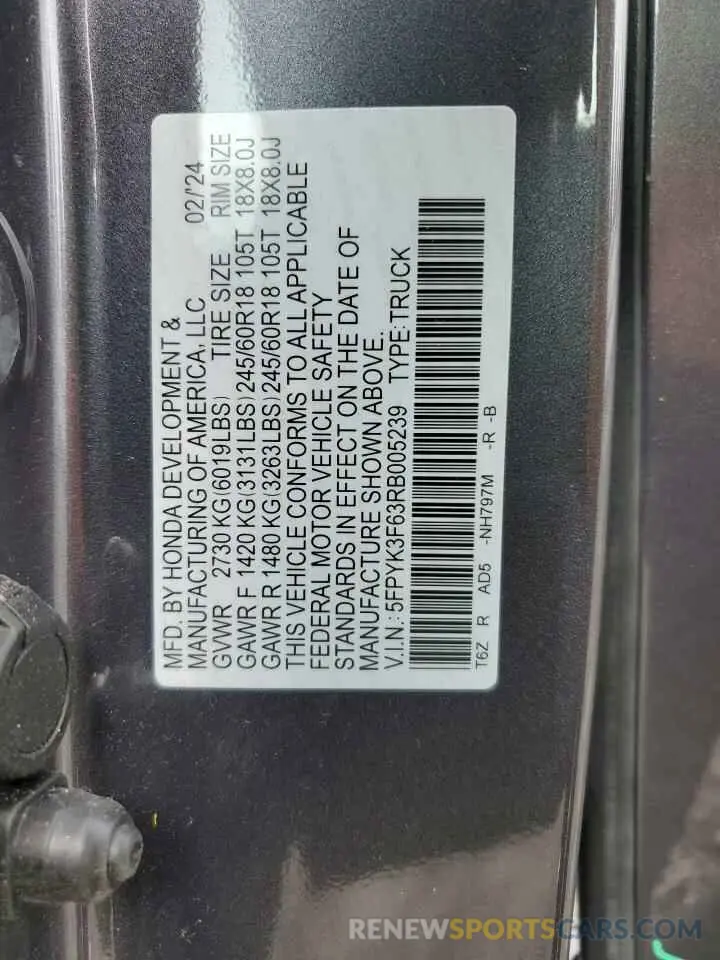 MFD. BY HONDA DEVELOPMENT &
MANUFACTURING OF AMERICA, LLC 02/'24
GVWR 2730 KG(6019LBS) TIRE SIZE RIM SIZE
GAWR F 1420 KG(3131LBS)245/60R18 105T 18X8.0J
GAWR R 1480 KG(3263LBS)245/60R18 105T 18X8.0J
THIS VEHICLE CONFORMS TO ALL APPLICABLE
FEDERAL MOTOR VEHICLE SAFETY
STANDARDS IN EFFECT ON THE DATE OF
MANUFACTURE SHOWN ABOVE.
V.I.N.: 5FPYK3F63RB005239 TYPE: TRUCK
T6Z R AD5 -NH797M -R -B
RENEWSPORTSCARS.COM